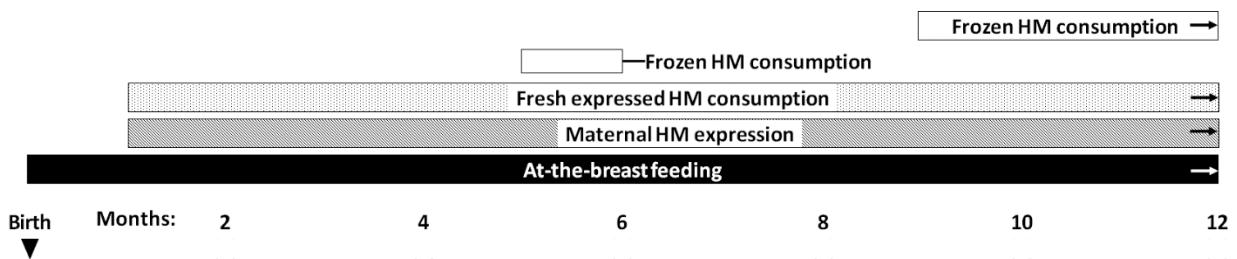 Frozen HM consumption
Frozen HM consumption
Fresh expressed HM consumption
Maternal HM expression
At-the-breast feeding
Birth Months: 2 4 6 8 10 12